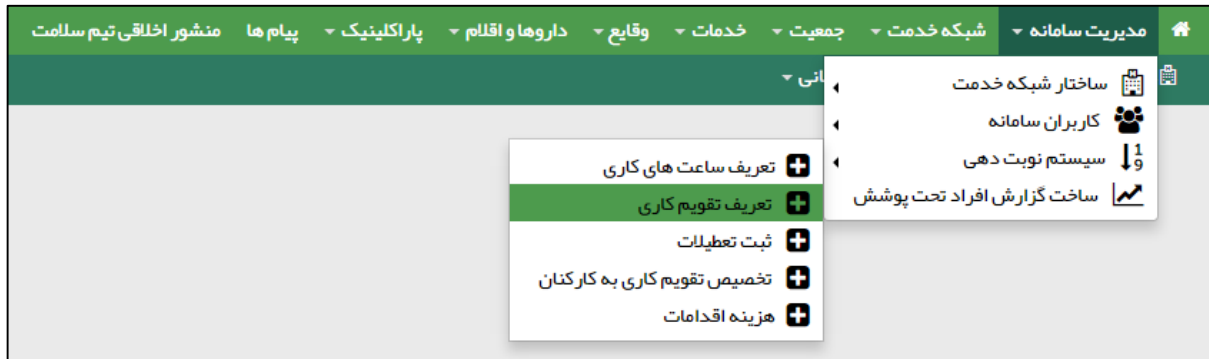 مدیریت سامانه شبکه خدمت جمعیت خدمات وقایع داروها و اقلام پاراکلینیک پیام ها منشور اخلاقی تیم سلامت
ساختار شبکه خدمت
کاربران سامانه
سیستم نوبت دهی
ساخت گزارش افراد تحت پوشش
تعریف ساعت های کاری
تعریف تقویم کاری
ثبت تعطیلات
تخصیص تقویم کاری به کارکنان
هزینه اقدامات